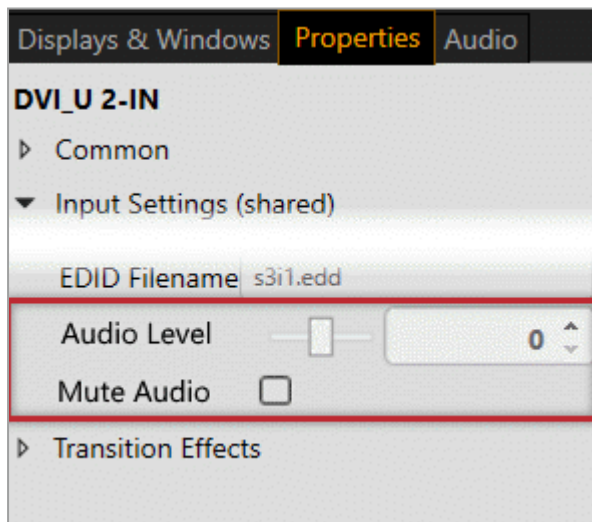 Displays & Windows Properties Audio
DVI_U 2-IN
Common
Input Settings (shared)
EDID Filename s3i1.edd
Audio Level 0
Mute Audio
Transition Effects